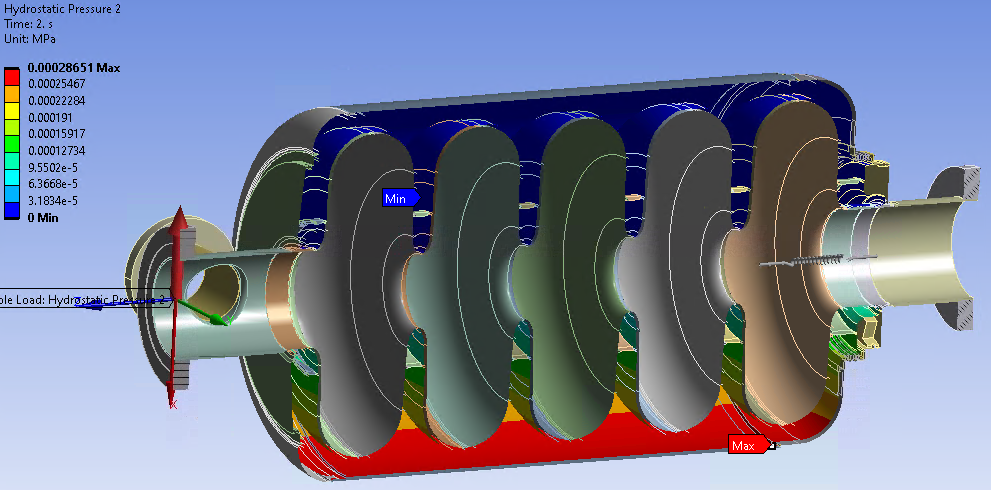 Hydrostatic Pressure 2
Time: 2. s
Unit: MPa
0.00028651 Max
0.00025467
0.00022284
0.000191
0.00015917
0.00012734
9.5502e-5
6.3668e-5
3.1834e-5
0 Min
Min
ple Load: Hydrostatic Pressure 2
X
Max